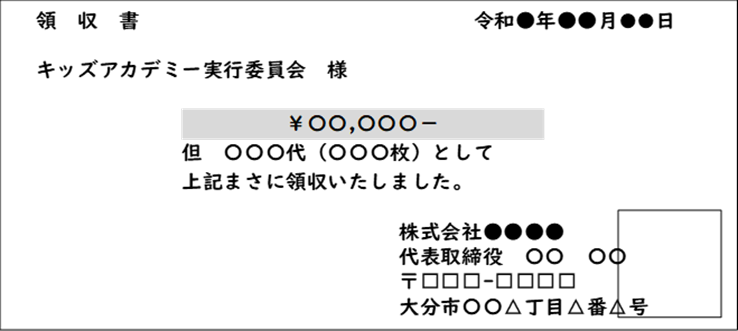 領　収　書　　　　　　　　　　　　　　　　令和●年●●月●●日
キッズアカデミー実行委員会　様
￥〇〇,〇〇〇－
但　〇〇〇代（〇〇〇枚）として
上記まさに領収いたしました。
株式会社●●●●
代表取締役　〇〇　〇〇
〒□□□-□□□□
大分市〇〇△丁目△番△号